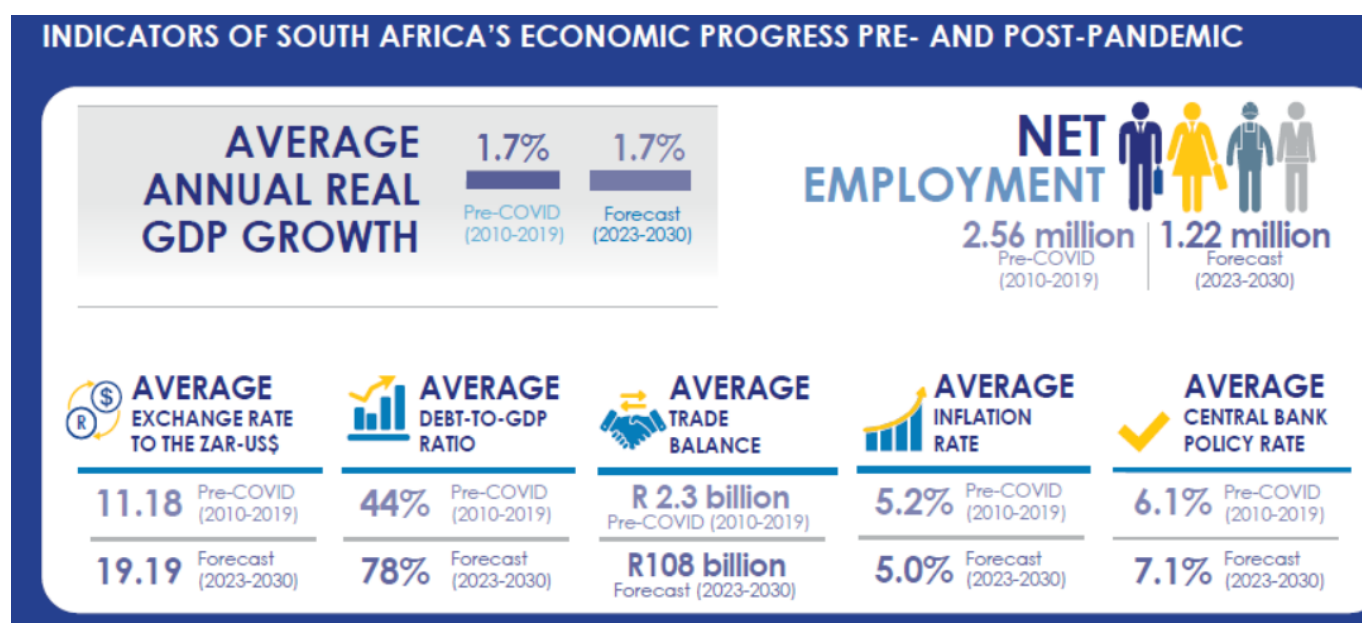 INDICATORS OF SOUTH AFRICA'S ECONOMIC PROGRESS PRE- AND POST-PANDEMIC
AVERAGE
ANNUAL REAL
GDP GROWTH
1.7%
Pre-COVID
(2010-2019)
1.7%
Forecast
(2023-2030)
NET
EMPLOYMENT
2.56 million
Pre-COVID
(2010-2019)
1.22 million
Forecast
(2023-2030)
$
R
AVERAGE
EXCHANGE RATE
TO THE ZAR-US$
11.18 Pre-COVID
(2010-2019)
19.19 Forecast
(2023-2030)
AVERAGE
DEBT-TO-GDP
RATIO
44% Pre-COVID
(2010-2019)
78% Forecast
(2023-2030)
AVERAGE
TRADE
BALANCE
R 2.3 billion
Pre-COVID (2010-2019)
R108 billion
Forecast (2023-2030)
AVERAGE
INFLATION
RATE
5.2% Pre-COVID
(2010-2019)
5.0% Forecast
(2023-2030)
AVERAGE
CENTRAL BANK
POLICY RATE
6.1% Pre-COVID
(2010-2019)
7.1% Forecast
(2023-2030)